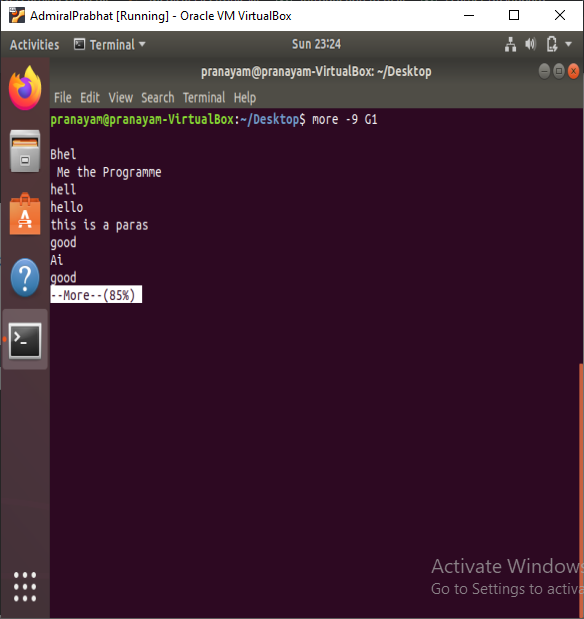 AdmiralPrabhat [Running] - Oracle VM VirtualBox
Activities Terminal Sun 23:24
pranayam@pranayam-VirtualBox: ~/Desktop
File Edit View Search Terminal Help
pranayam@pranayam-VirtualBox:~/Desktop$ more -9 G1
Bhel
Me the Programme
hell
hello
this is a paras
good
Ai
good
--More--(85%)
Activate Windows
Go to Settings to activa